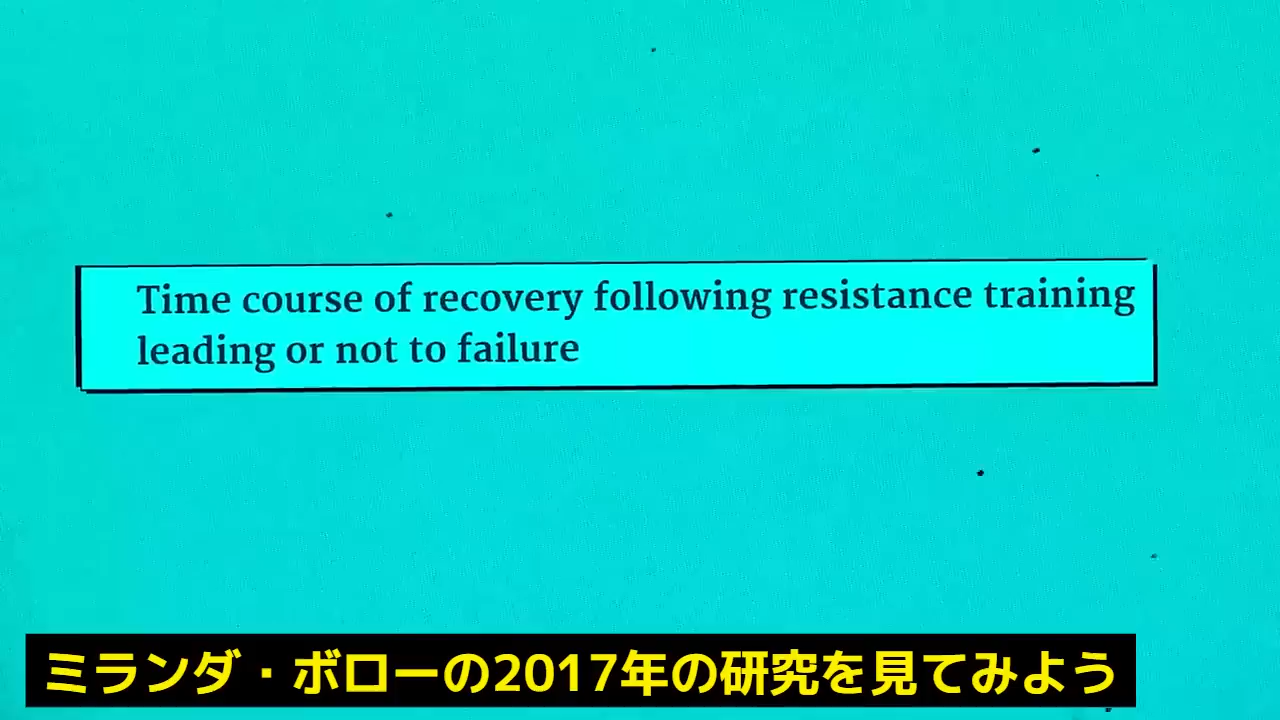 Time course of recovery following resistance training
leading or not to failure
ミランダ・ボローの2017年の研究を見てみよう